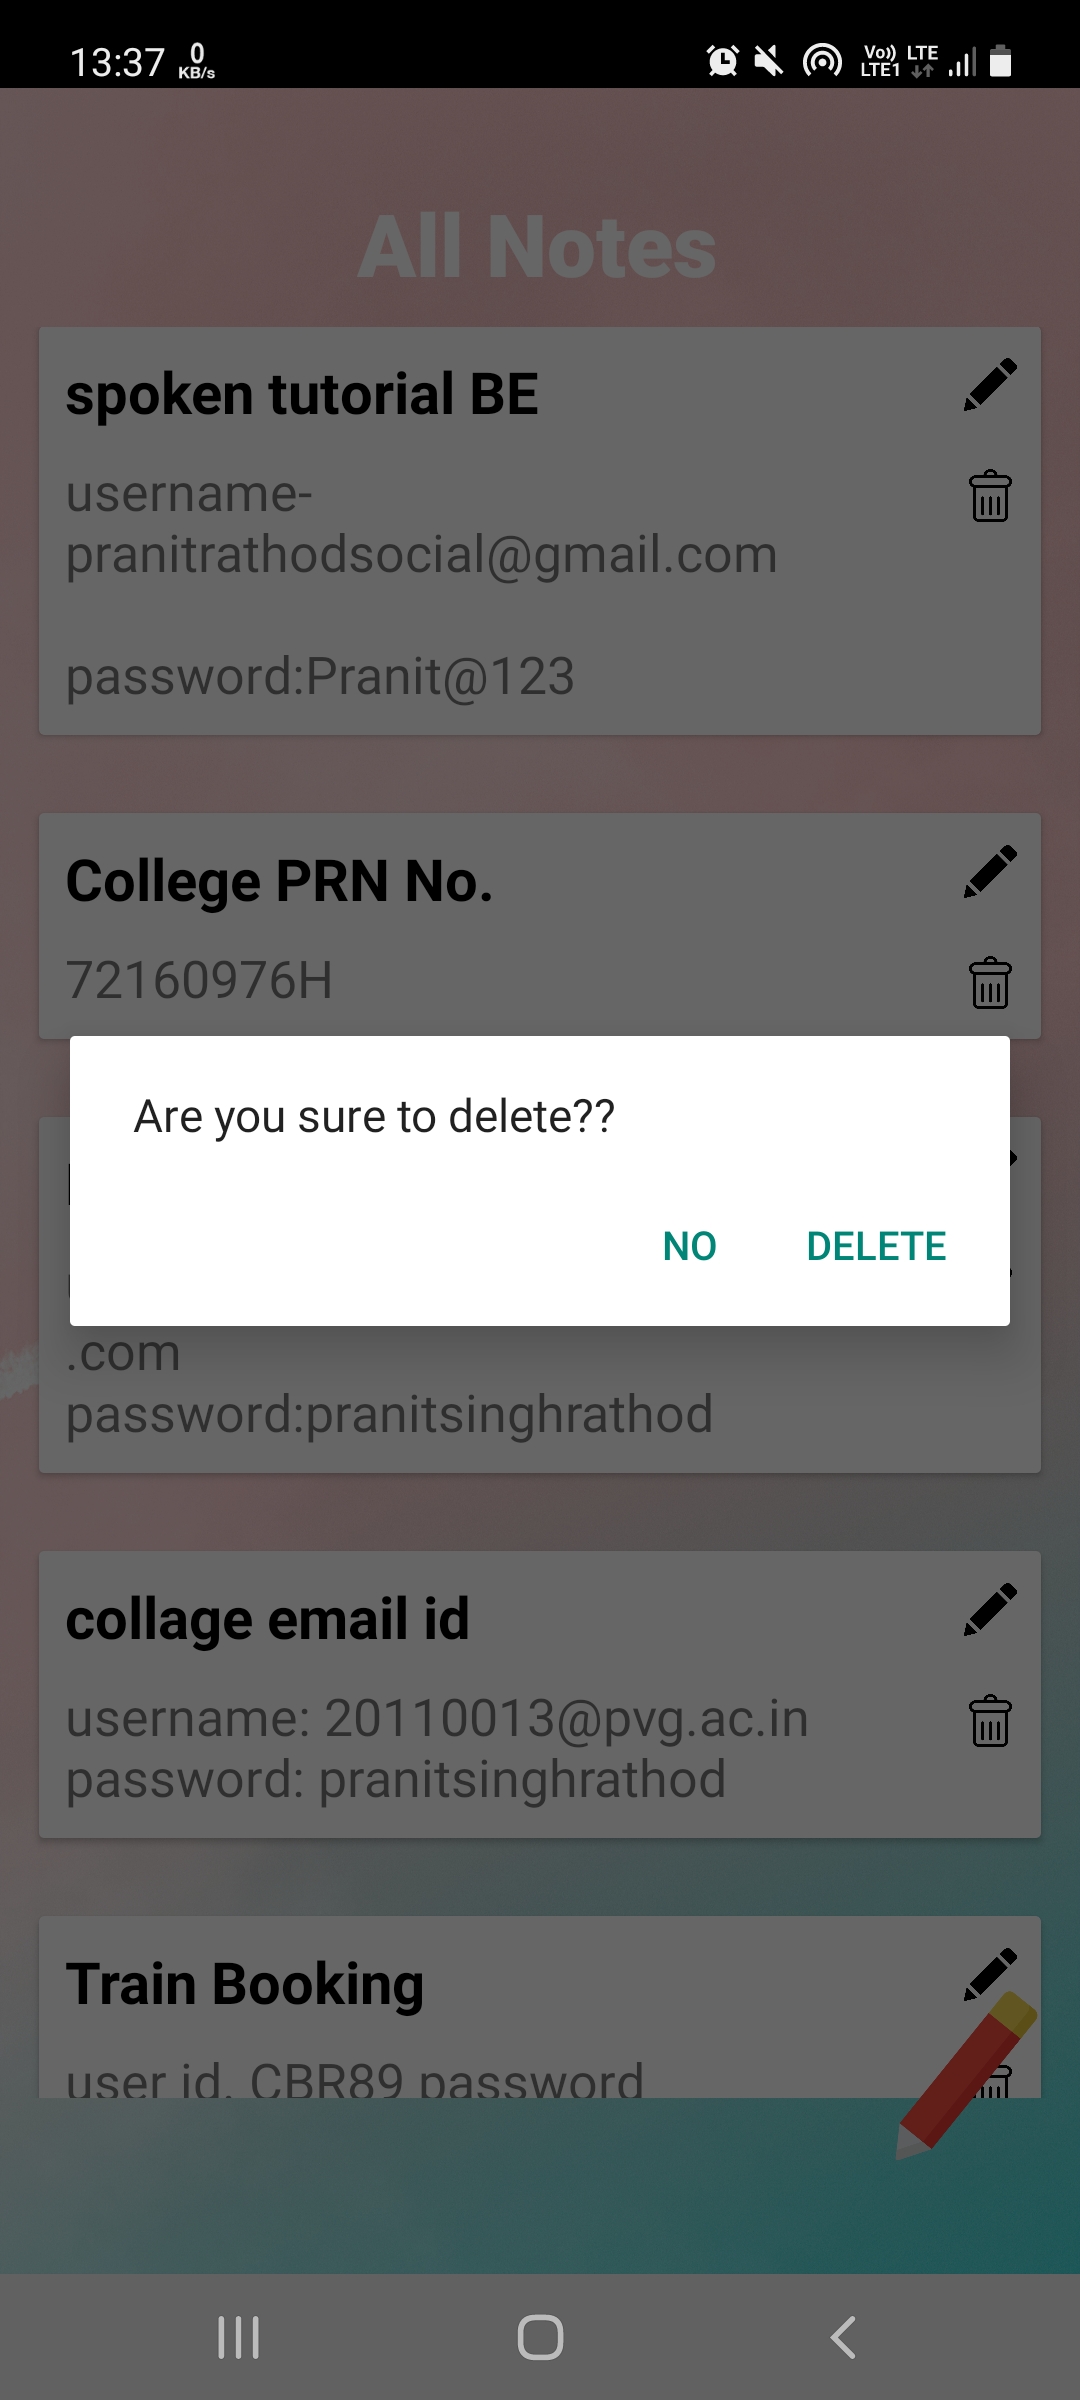 13:37 0 KB/s Vo)) LTE1 LTE
All Notes
spoken tutorial BE
username-
pranitrathodsocial@gmail.com
password:Pranit@123
College PRN No.
72160976H
Are you sure to delete??
NO DELETE
.com
password:pranitsinghrathod
collage email id
username: 20110013@pvg.ac.in
password: pranitsinghrathod
Train Booking
user id. CBR89 password